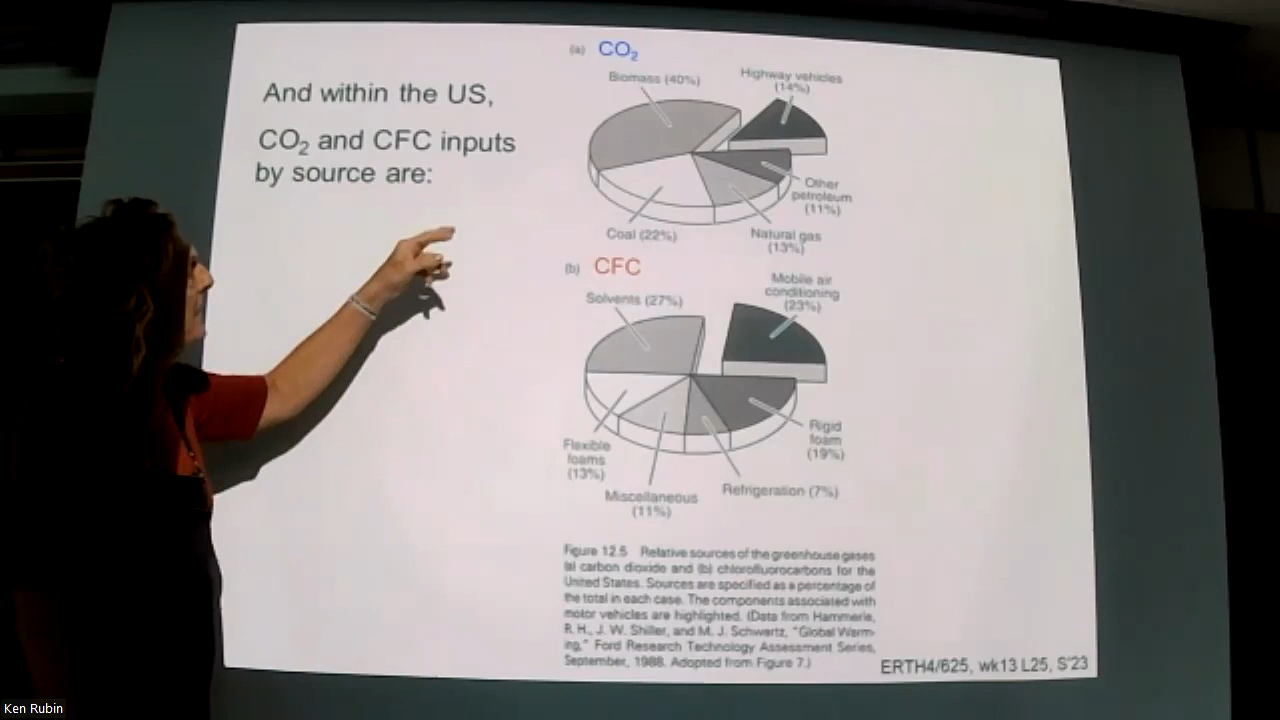 And within the US,
CO₂ and CFC inputs
by source are:
(a) CO₂
Biomass (40%)
Highway vehicles
(14%)
Other
petroleum
(11%)
Natural gas
(13%)
Coal (22%)
(b) CFC
Solvents (27%)
Mobile air
conditioning
(23%)
Rigid
foam
(19%)
Refrigeration (7%)
Miscellaneous
(11%)
Flexible
foams
(13%)
Figure 12.5 Relative sources of the greenhouse gases
(a) carbon dioxide and (b) chlorofluorocarbons for the
United States. Sources are specified as a percentage of
the total in each case. The components associated with
motor vehicles are highlighted. (Data from Hammerle,
R. H., J. W. Shiller, and M. J. Schwartz, "Global Warm-
ing," Ford Research Technology Assessment Series,
September, 1988. Adopted from Figure 7.)
ERTH4/625, wk13 L25, S'23
Ken Rubin